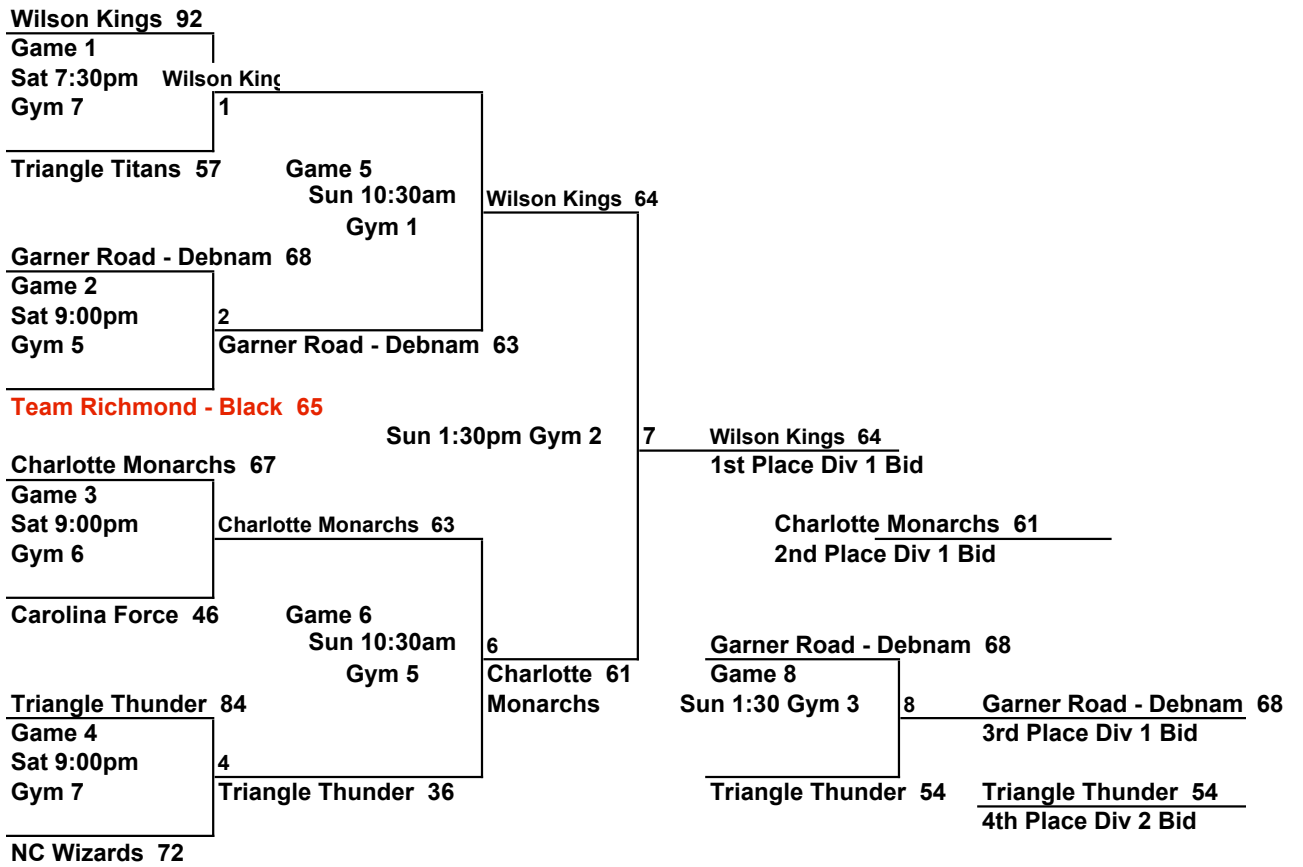 Wilson Kings 92
Game 1
Sat 7:30pm Wilson King
Gym 7 1
Triangle Titans 57 Game 5
Sun 10:30am Wilson Kings 64
Gym 1
Garner Road - Debnam 68
Game 2
Sat 9:00pm 2
Gym 5 Garner Road - Debnam 63
Team Richmond - Black 65
Sun 1:30pm Gym 2 7 Wilson Kings 64
Charlotte Monarchs 67 1st Place Div 1 Bid
Game 3
Sat 9:00pm Charlotte Monarchs 63 Charlotte Monarchs 61
Gym 6 2nd Place Div 1 Bid
Carolina Force 46 Game 6
Sun 10:30am 6 Garner Road - Debnam 68
Gym 5 Charlotte 61 Game 8
Triangle Thunder 84 Monarchs Sun 1:30 Gym 3 8 Garner Road - Debnam 68
Game 4 3rd Place Div 1 Bid
Sat 9:00pm 4
Gym 7 Triangle Thunder 36 Triangle Thunder 54 Triangle Thunder 54
4th Place Div 2 Bid
NC Wizards 72